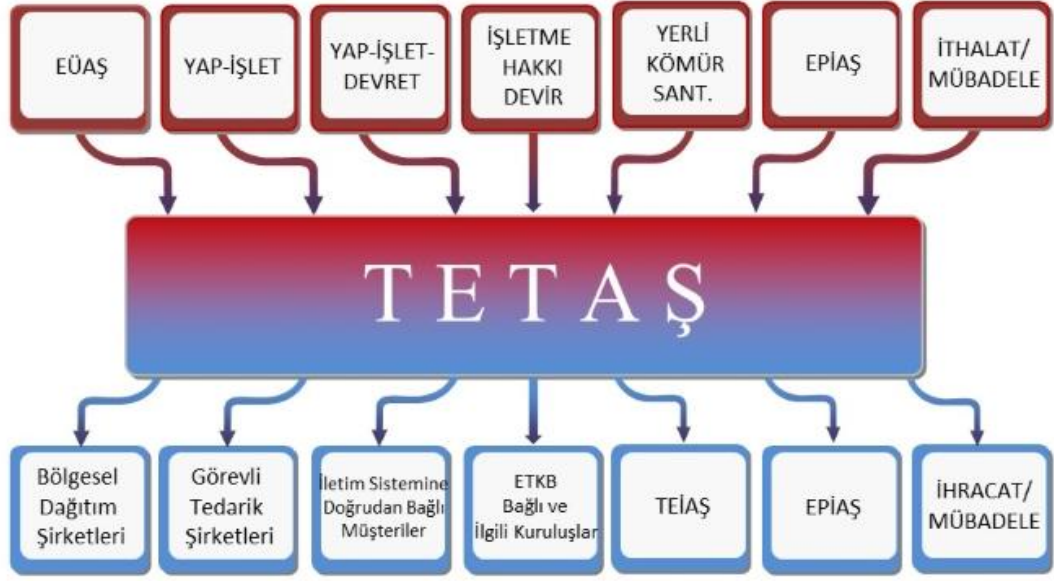 EÜAŞ
YAP-İŞLET
YAP-İŞLET-
DEVRET
İŞLETME
HAKKI
DEVİR
YERLİ
KÖMÜR
SANT.
EPİAŞ
İTHALAT/
MÜBADELE
TETAŞ
Bölgesel
Dağıtım
Şirketleri
Görevli
Tedarik
Şirketleri
İletim Sistemine
Doğrudan Bağlı
Müşteriler
ETKB
Bağlı ve
İlgili Kuruluşlar
TEİAŞ
EPİAŞ
İHRACAT/
MÜBADELE